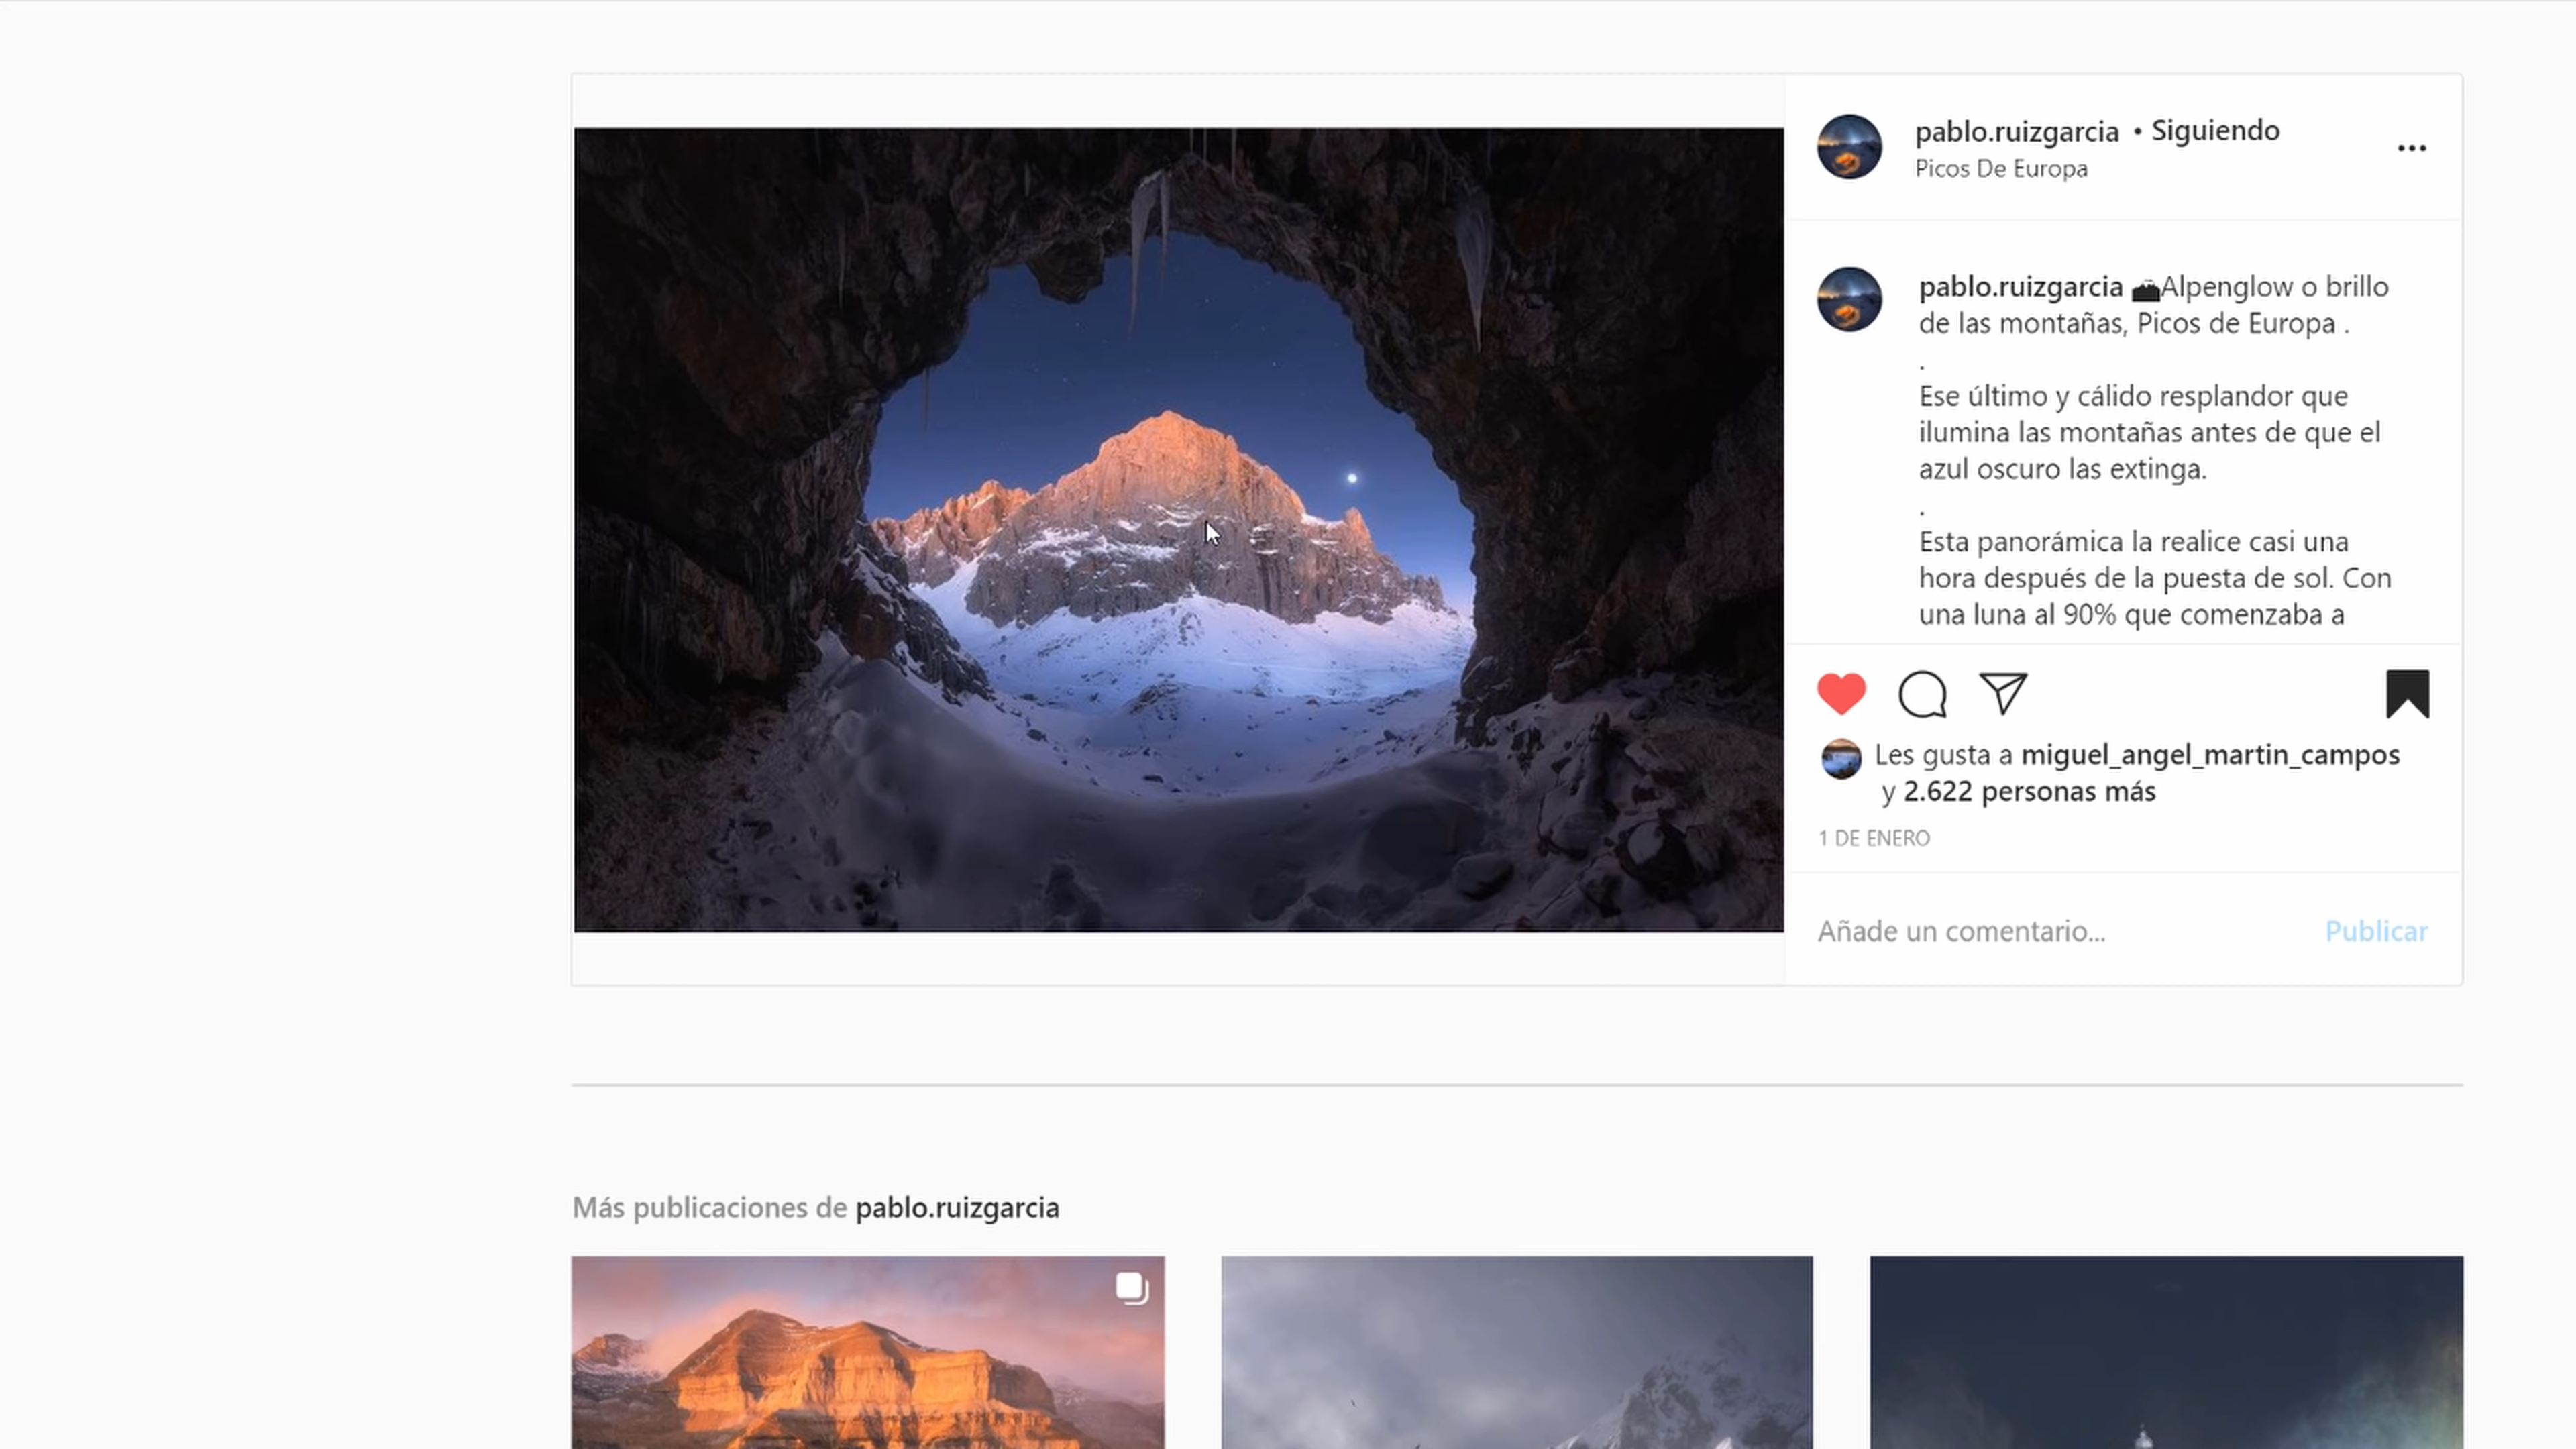 pablo.ruizgarcia • Siguiendo
Picos De Europa
pablo.ruizgarcia Alpenglow o brillo
de las montañas, Picos de Europa .
.
Ese último y cálido resplandor que
ilumina las montañas antes de que el
azul oscuro las extinga.
.
Esta panorámica la realice casi una
hora después de la puesta de sol. Con
una luna al 90% que comenzaba a
Les gusta a miguel_angel_martin_campos
y 2.622 personas más
1 DE ENERO
Añade un comentario... Publicar
Más publicaciones de pablo.ruizgarcia